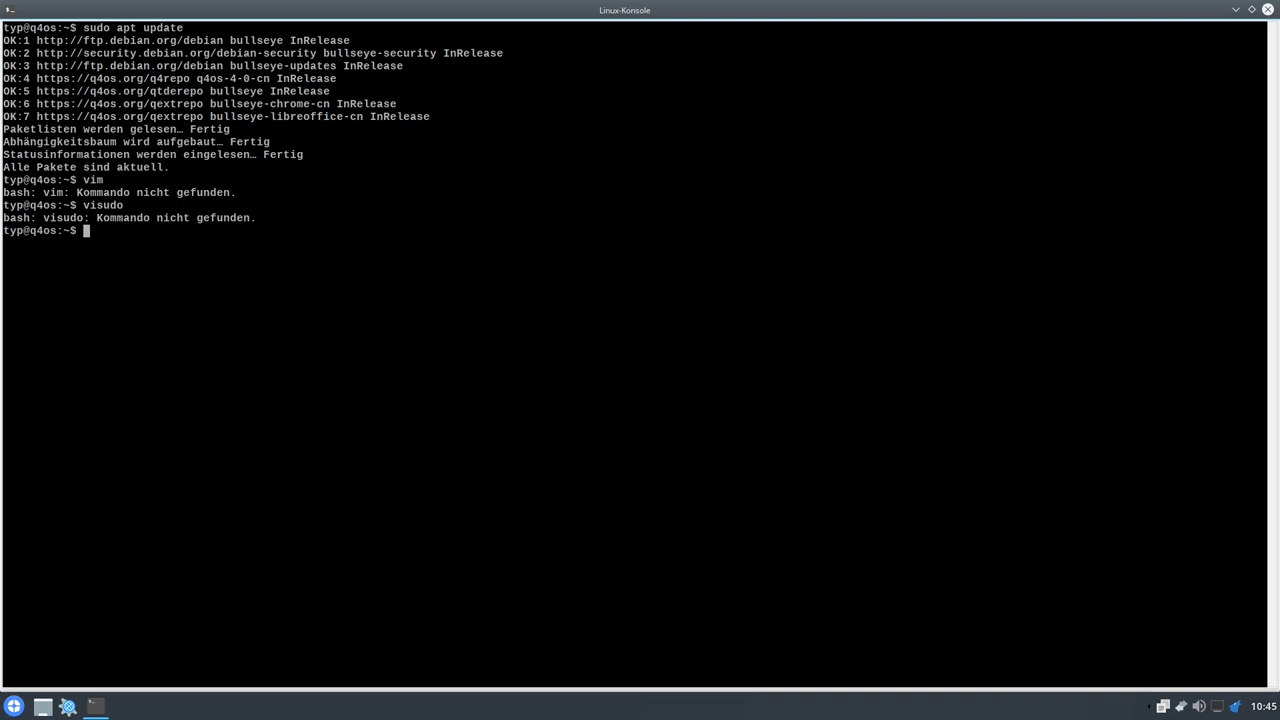 Linux-Konsole
typ@q4os:~$ sudo apt update
OK:1 http://ftp.debian.org/debian bullseye InRelease
OK:2 http://security.debian.org/debian-security bullseye-security InRelease
OK:3 http://ftp.debian.org/debian bullseye-updates InRelease
OK:4 https://q4os.org/q4repo q4os-4-0-cn InRelease
OK:5 https://q4os.org/qtderepo bullseye InRelease
OK:6 https://q4os.org/qextrepo bullseye-chrome-cn InRelease
OK:7 https://q4os.org/qextrepo bullseye-libreoffice-cn InRelease
Paketlisten werden gelesen… Fertig
Abhängigkeitsbaum wird aufgebaut… Fertig
Statusinformationen werden eingelesen… Fertig
Alle Pakete sind aktuell.
typ@q4os:~$ vim
bash: vim: Kommando nicht gefunden.
typ@q4os:~$ visudo
bash: visudo: Kommando nicht gefunden.
typ@q4os:~$
10:45